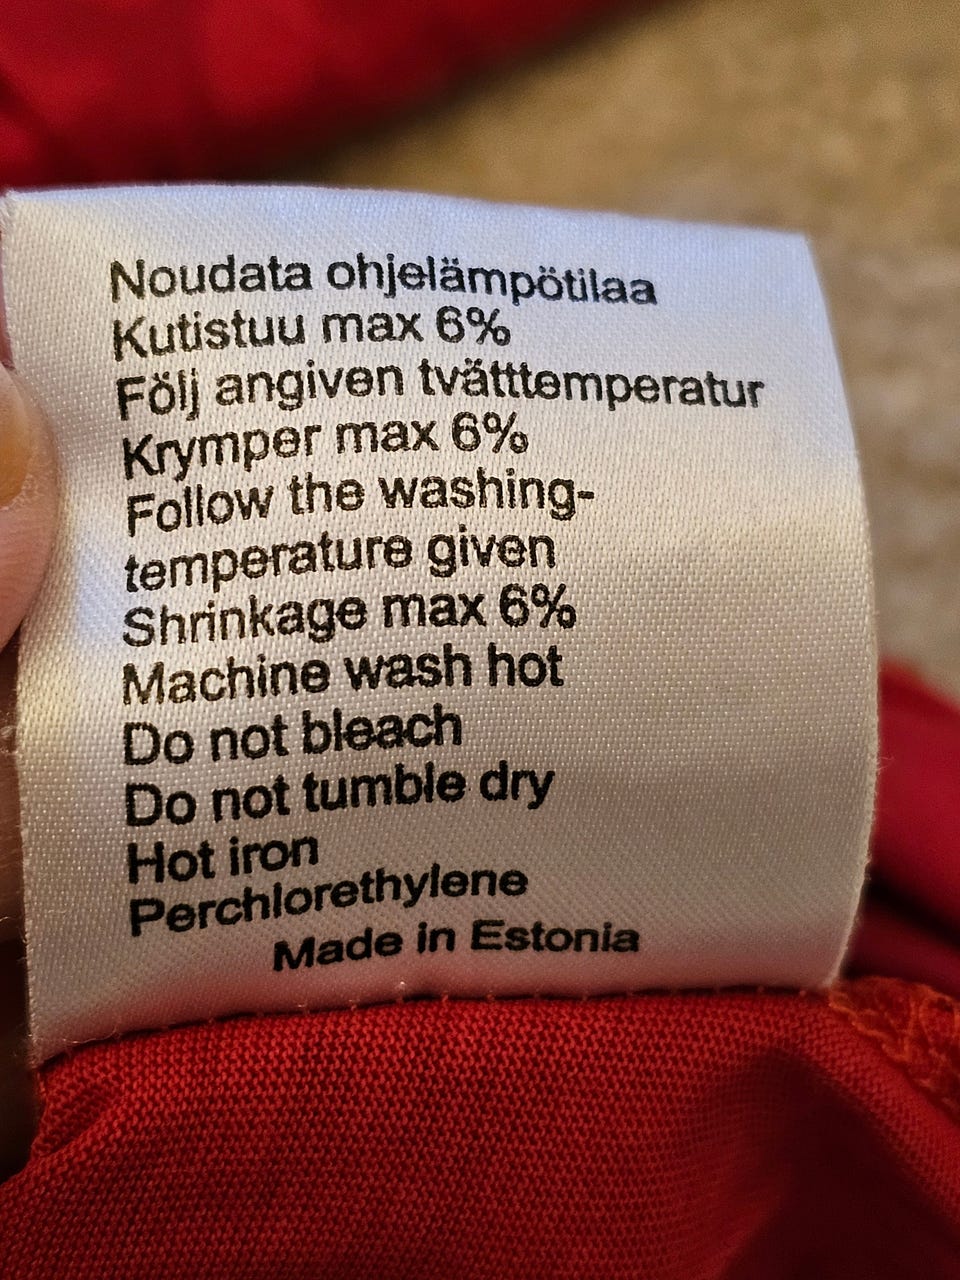 Noudata ohjelämpötilaa
Kutistuu max 6%
Följ angiven tvätttemperatur
Krymper max 6%
Follow the washing-
temperature given
Shrinkage max 6%
Machine wash hot
Do not bleach
Do not tumble dry
Hot iron
Perchlorethylene
Made in Estonia